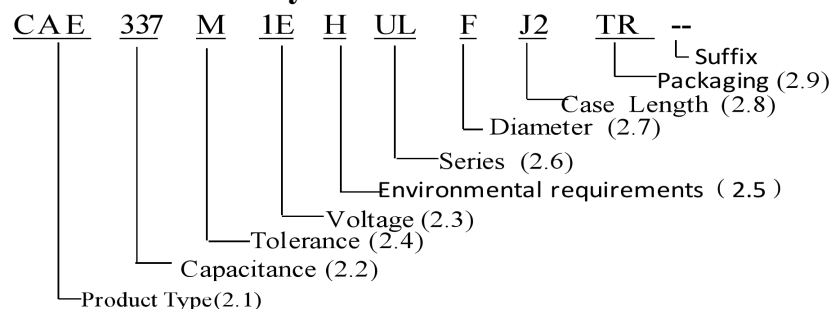 CAE 337 M 1E H UL F J2 TR --
Suffix
Packaging (2.9)
Case Length (2.8)
Diameter (2.7)
Series (2.6)
Environmental requirements（2.5）
Voltage (2.3)
Tolerance (2.4)
Capacitance (2.2)
Product Type(2.1)